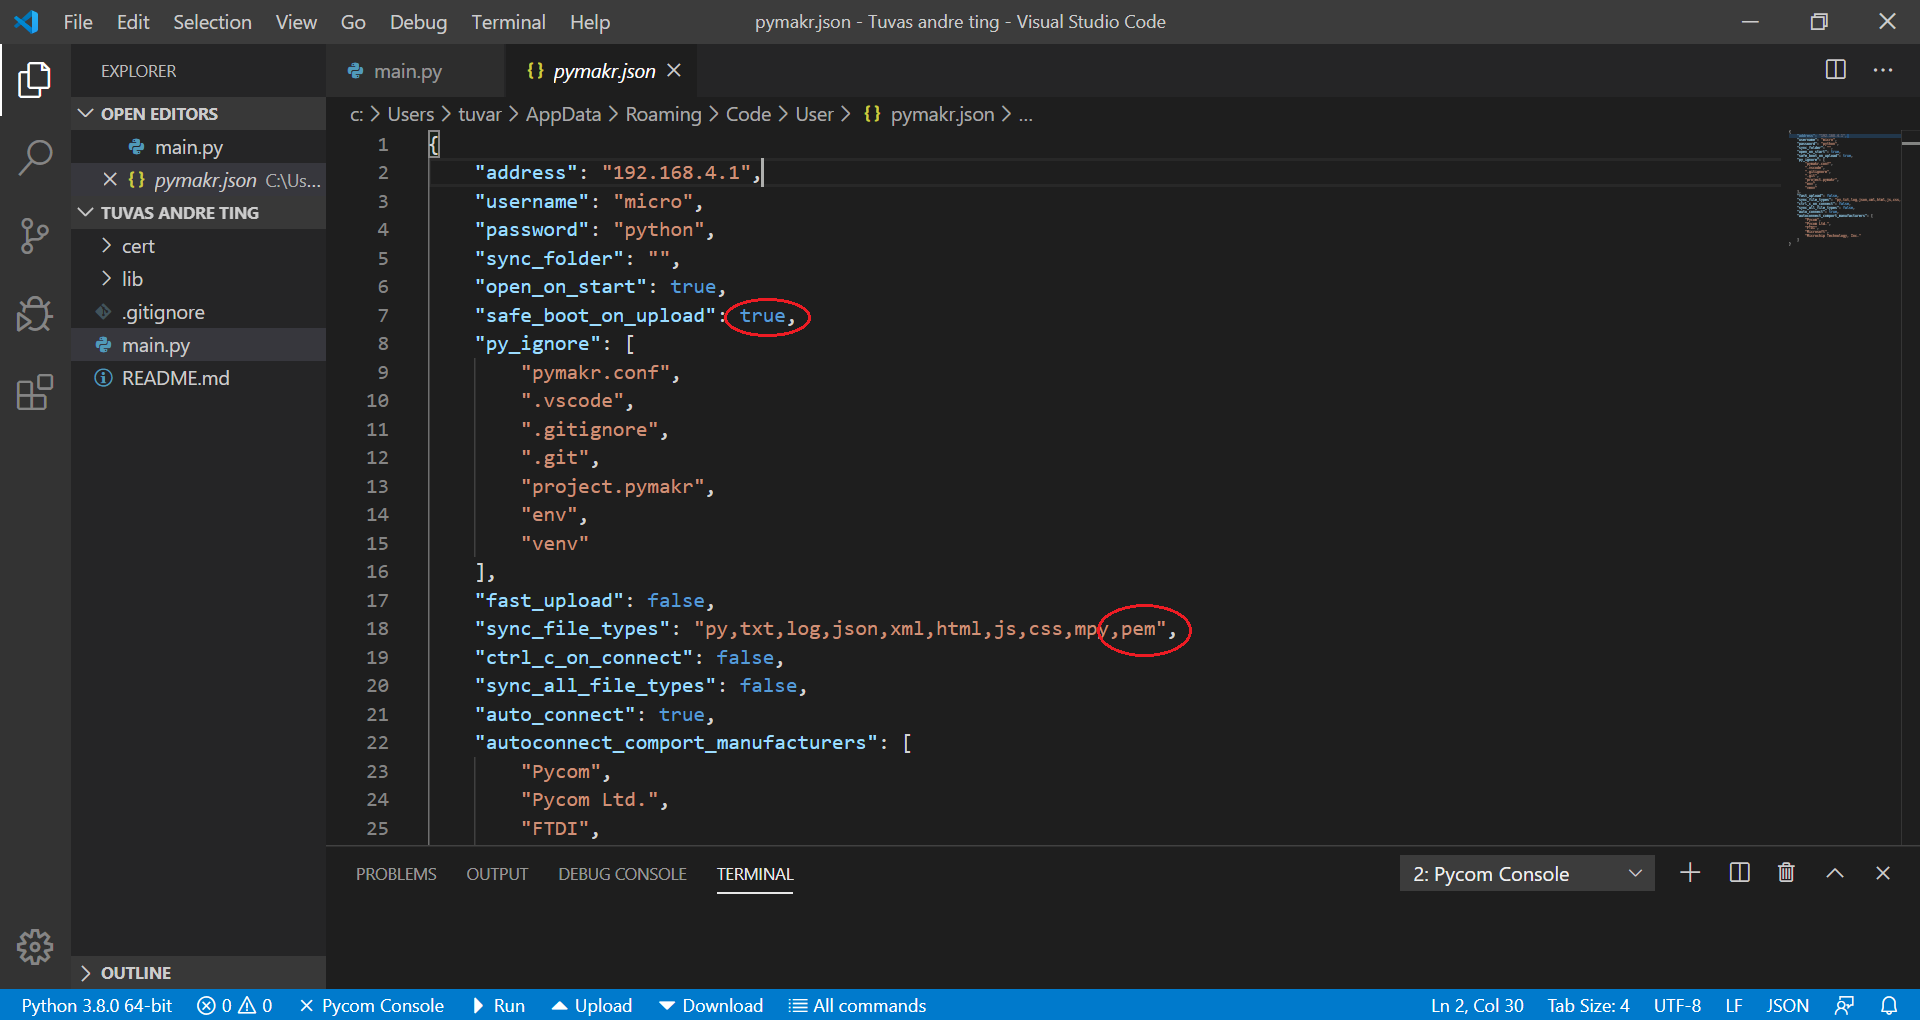 File Edit Selection View Go Debug Terminal Help
pymakr.json - Tuvas andre ting - Visual Studio Code
EXPLORER
OPEN EDITORS
main.py
pymakr.json C:\Us...
TUVAS ANDRE TING
cert
lib
.gitignore
main.py
README.md
OUTLINE
main.py
{} pymakr.json
c: > Users > tuvar > AppData > Roaming > Code > User > {} pymakr.json > ...
1 {
2 "address": "192.168.4.1",
3 "username": "micro",
4 "password": "python",
5 "sync_folder": "",
6 "open_on_start": true,
7 "safe_boot_on_upload": true,
8 "py_ignore": [
9 "pymakr.conf",
10 ".vscode",
11 ".gitignore",
12 ".git",
13 "project.pymakr",
14 "env",
15 "venv"
16 ],
17 "fast_upload": false,
18 "sync_file_types": "py,txt,log,json,xml,html,js,css,mpy,pem",
19 "ctrl_c_on_connect": false,
20 "sync_all_file_types": false,
21 "auto_connect": true,
22 "autoconnect_comport_manufacturers": [
23 "Pycom",
24 "Pycom Ltd.",
25 "FTDI",
PROBLEMS OUTPUT DEBUG CONSOLE TERMINAL
2: Pycom Console
Python 3.8.0 64-bit 0 0 Pycom Console Run Upload Download All commands
Ln 2, Col 30 Tab Size: 4 UTF-8 LF JSON